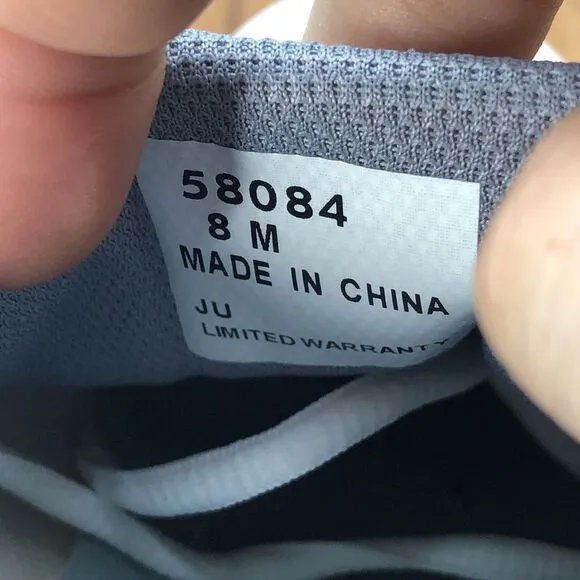 58084
8 M
MADE IN CHINA
JU
LIMITED WARRANTY